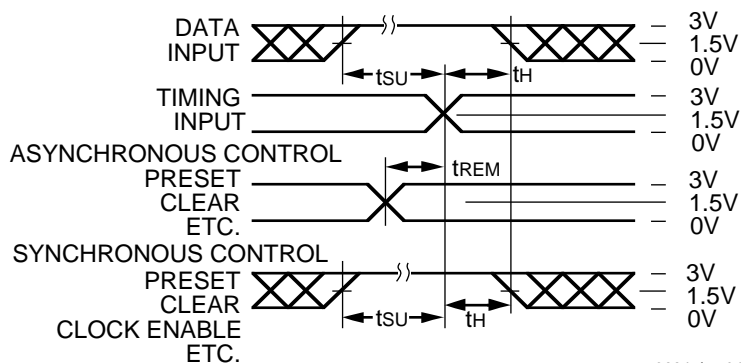 DATA
INPUT
3V
1.5V
0V
tSU
tH
TIMING
INPUT
3V
1.5V
0V
ASYNCHRONOUS CONTROL
PRESET
CLEAR
ETC.
tREM
3V
1.5V
0V
SYNCHRONOUS CONTROL
PRESET
CLEAR
CLOCK ENABLE
ETC.
3V
1.5V
0V
tSU
tH